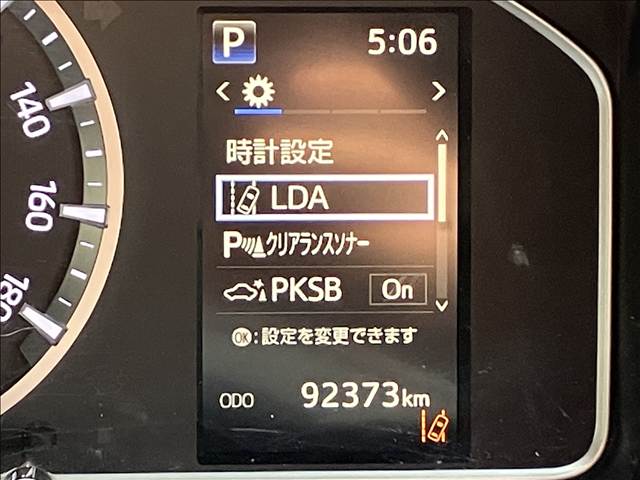 P 5:06
140
160
180
時計設定
LDA
P クリアランスソナー
PKSB On
OK:設定を変更できます
ODO 92373km